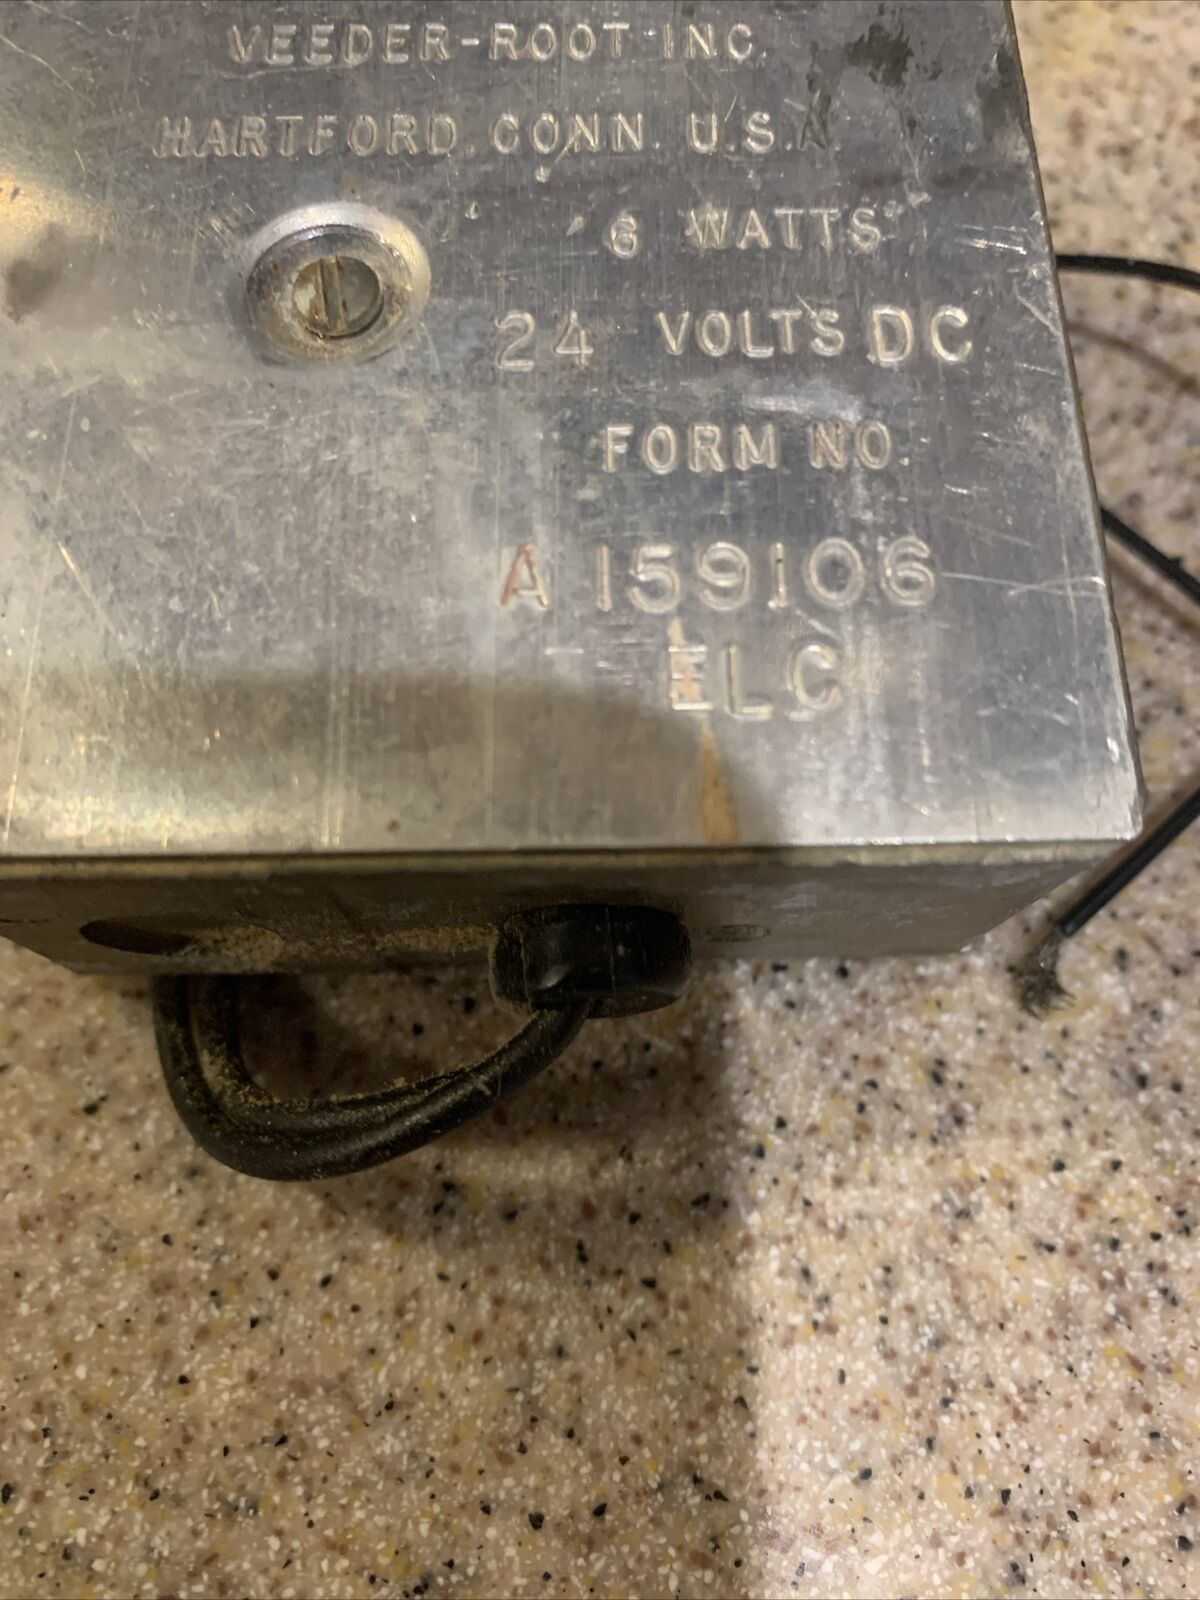 VEEDER-ROOT INC.
HARTFORD, CONN. U.S.A.
6 WATTS
24 VOLTS DC
FORM NO.
A 159106
ELC